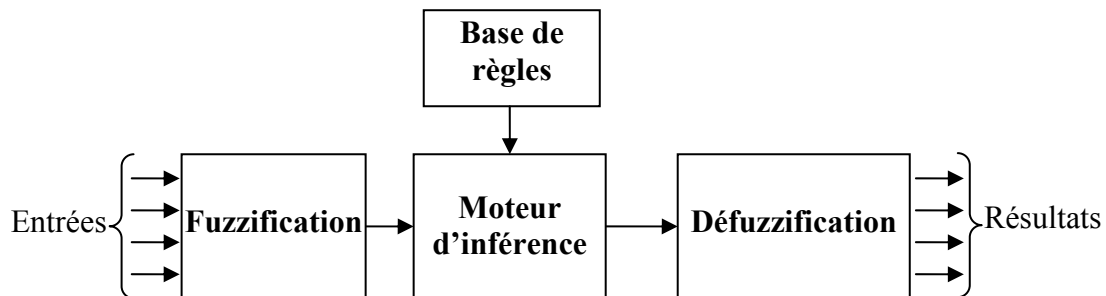 Base de
règles
Entrées
Fuzzification
Moteur
d’inférence
Défuzzification
Résultats